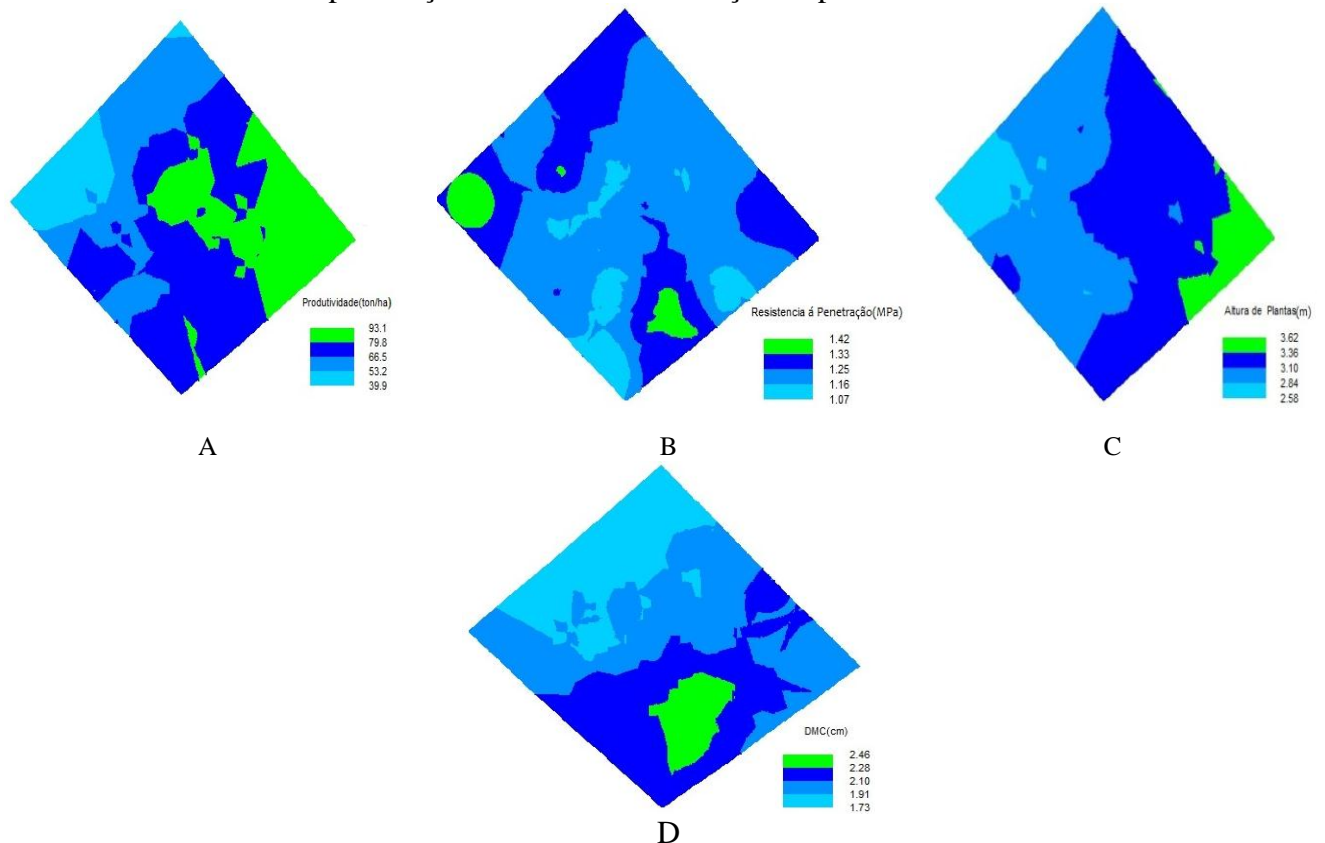 Produtividade(ton/ha)
93.1
79.8
66.5
53.2
39.9
A
Resistencia á Penetração(MPa)
1.42
1.33
1.25
1.16
1.07
B
Altura de Plantas(m)
3.62
3.36
3.10
2.84
2.58
C
DMC(cm)
2.46
2.28
2.10
1.91
1.73
D